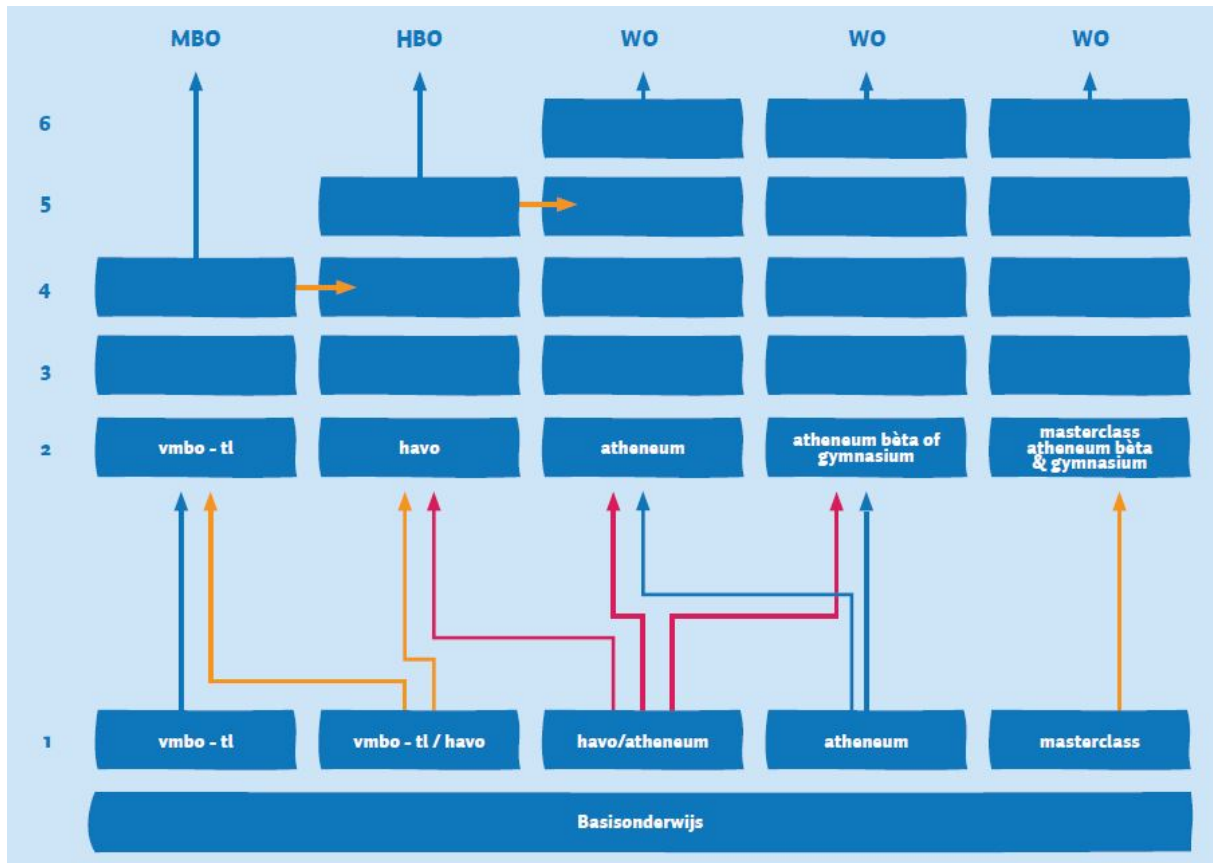 MBO HBO WO WO WO
6
5
4
3
2 vmbo - tl havo atheneum atheneum bèta of
gymnasium masterclass
atheneum bèta
& gymnasium
1 vmbo - tl vmbo - tl / havo havo/atheneum atheneum masterclass
Basisonderwijs